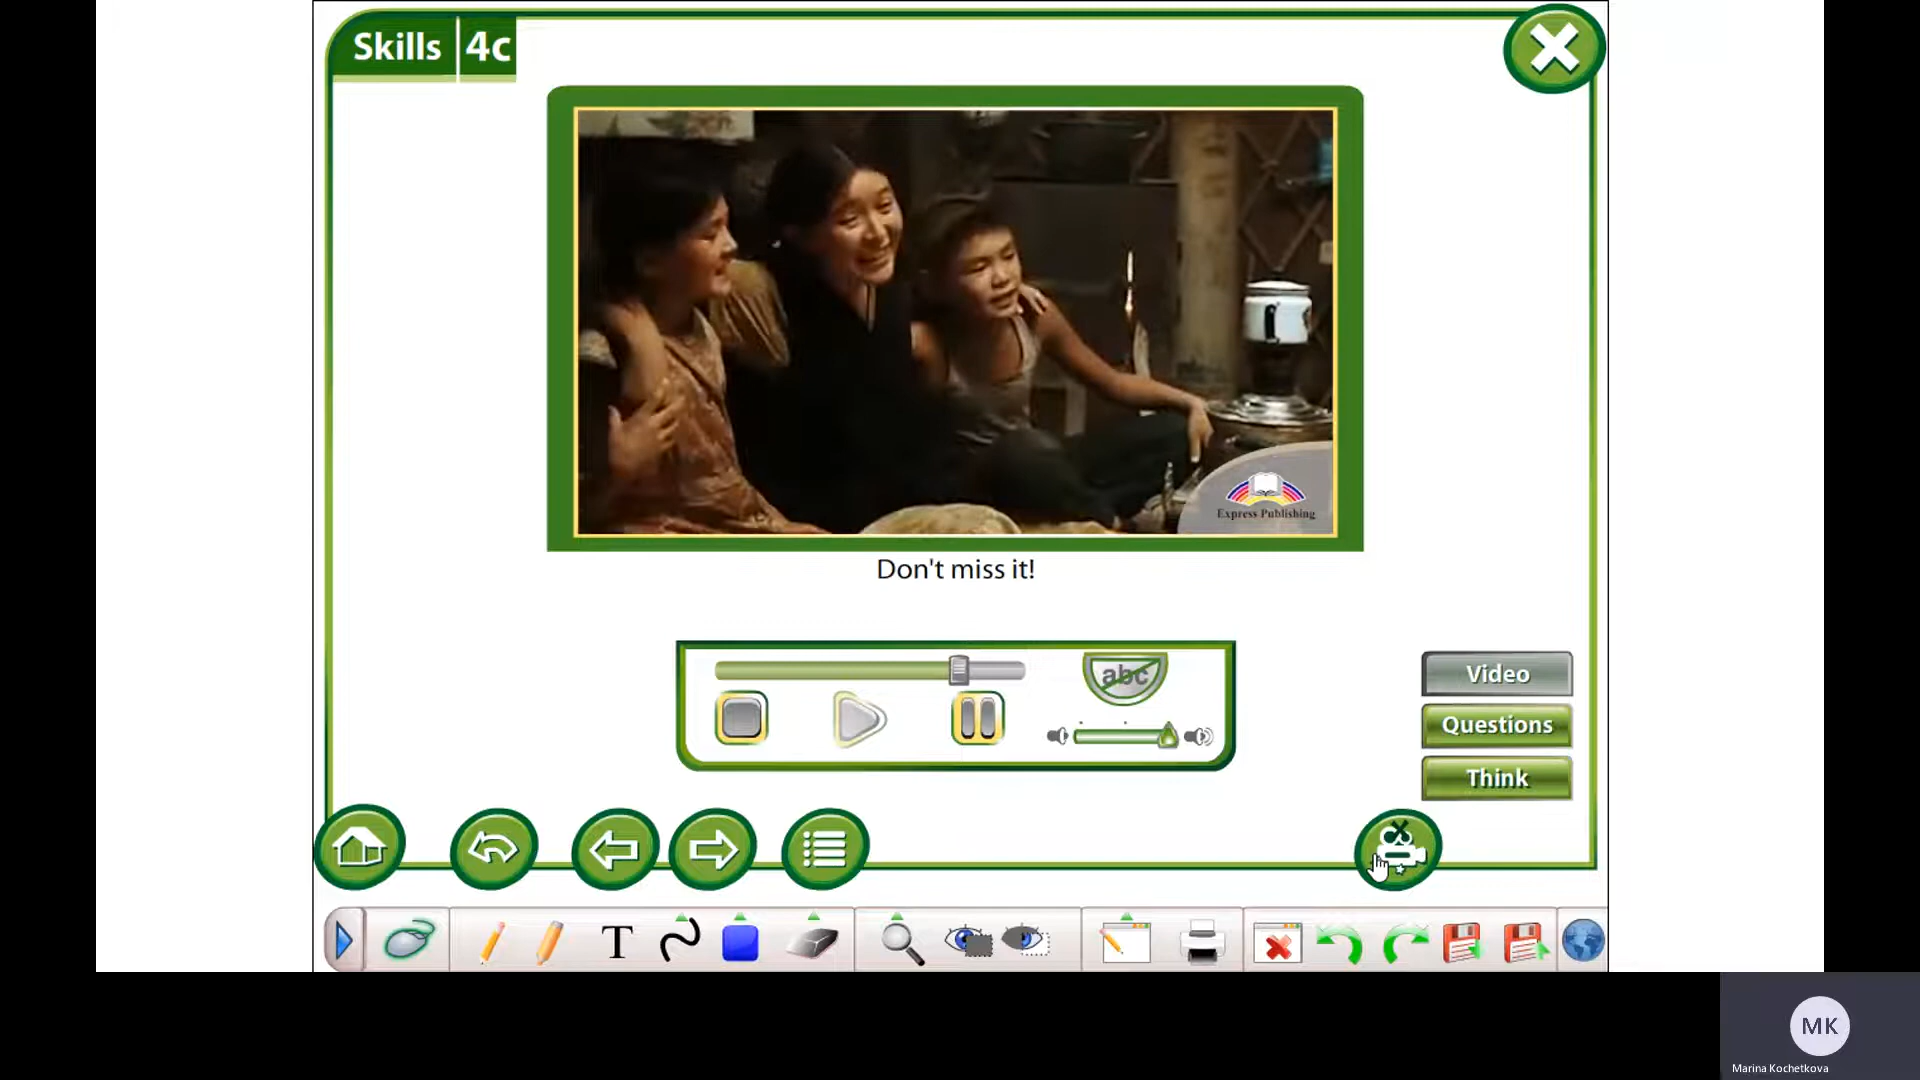 Skills 4c
Express Publishing
Don't miss it!
abc
Video
Questions
Think
T
MK
Marina Kochetkova